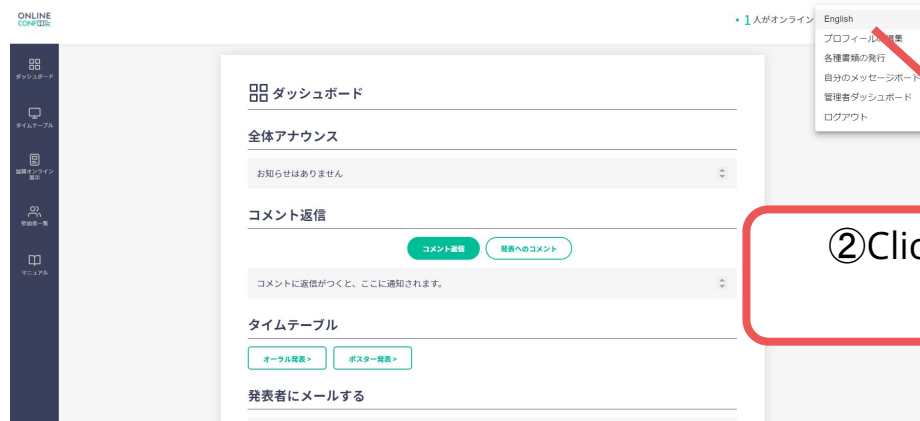 ONLINE
CONF
・1人がオンライン
English
プロフィールの編集
各種書類の発行
自分のメッセージボード
管理者ダッシュボード
ログアウト
ダッシュボード
タイムテーブル
オンライン
展示
参加者一覧
マニュアル
ダッシュボード
全体アナウンス
お知らせはありません
コメント返信
コメント返信 発表へのコメント
コメントに返信がつくと、ここに通知されます。
②Clic
タイムテーブル
オーラル発表 > ポスター発表 >
発表者にメールする